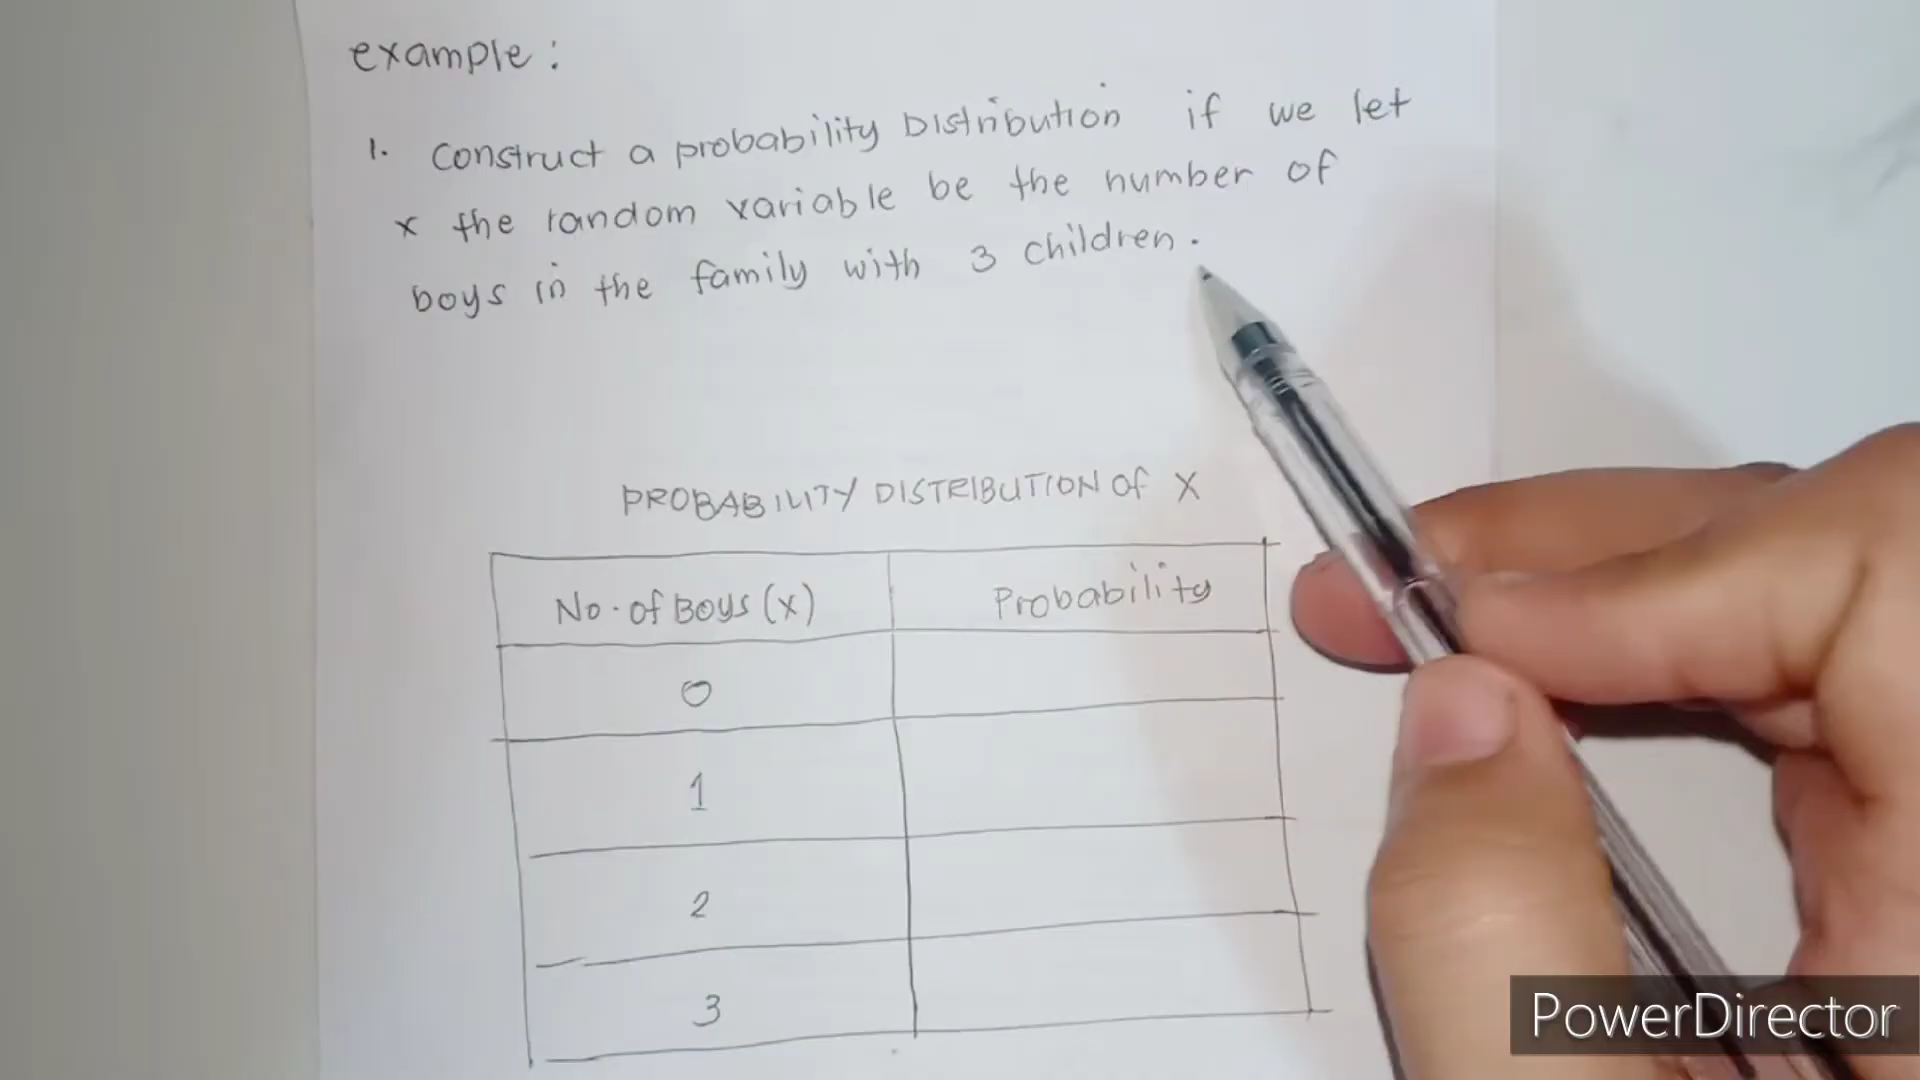 example:
1. Construct a probability Distribution if we let
x the random variable be the number of
boys in the family with 3 children.
PROBABILITY DISTRIBUTION OF X
No. of Boys (x) Probability
0
1
2
3
PowerDirector